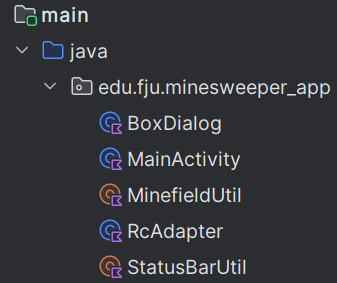 main
java
edu.fju.minesweeper_app
BoxDialog
MainActivity
MinefieldUtil
RcAdapter
StatusBarUtil